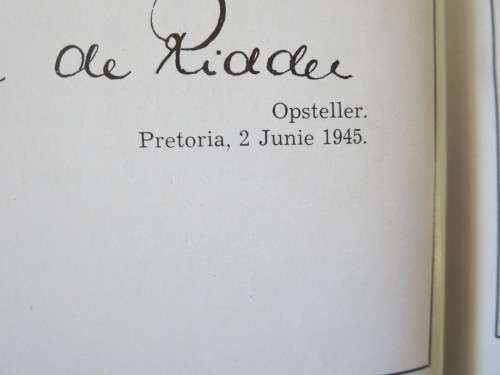 de Ridder
Opsteller.
Pretoria, 2 Junie 1945.